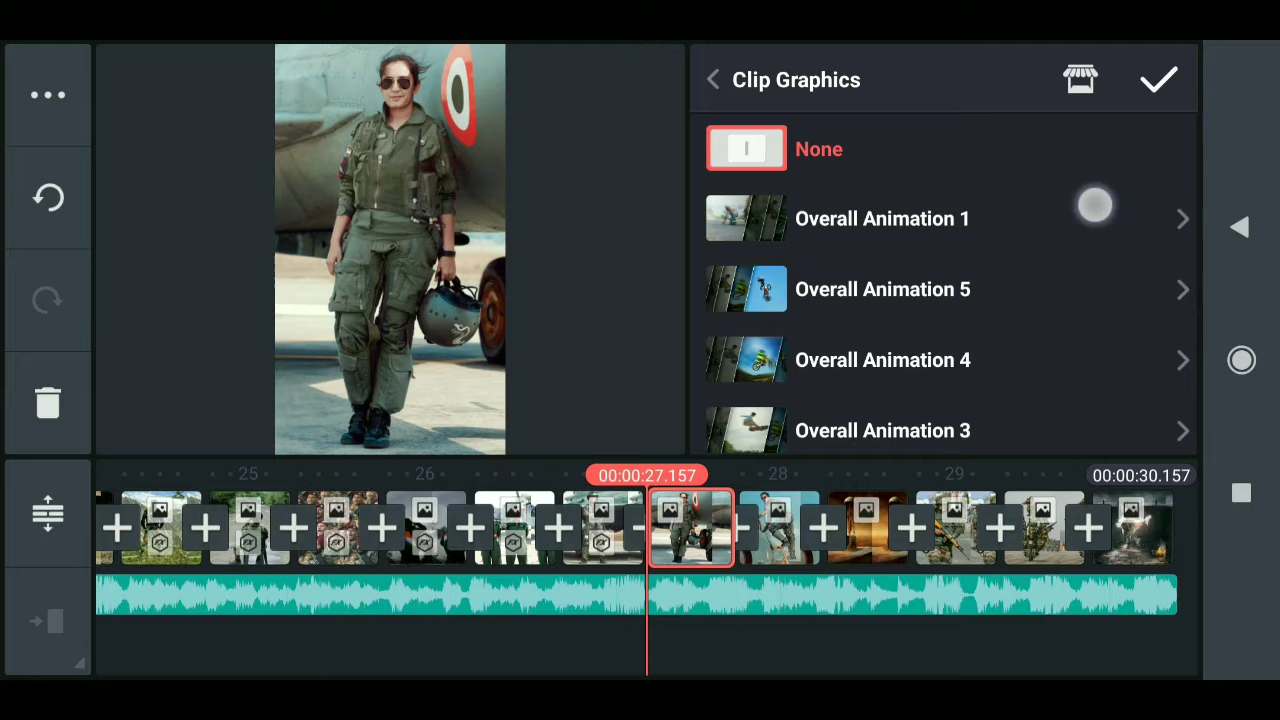 Clip Graphics
None
Overall Animation 1
Overall Animation 5
Overall Animation 4
Overall Animation 3
25
26
00:00:27.157
28
29
00:00:30.157